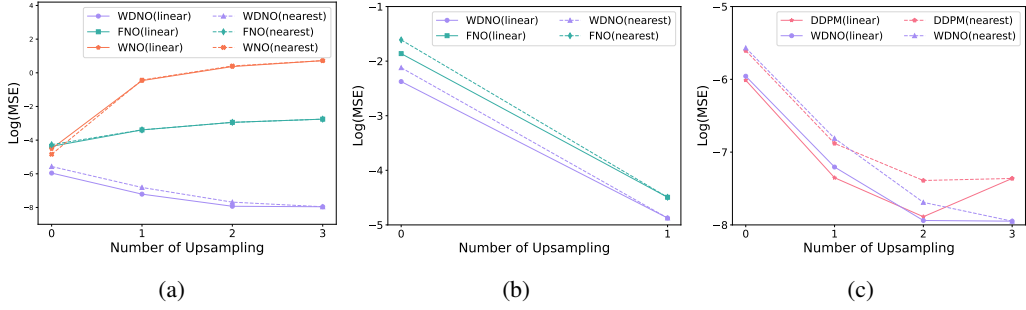 WDNO(linear) WDNO(nearest)
FNO(linear) FNO(nearest)
WNO(linear) WNO(nearest)
Log(MSE)
4
2
0
−2
−4
−6
−8
0 1 2 3
Number of Upsampling
(a)
WDNO(linear) WDNO(nearest)
FNO(linear) FNO(nearest)
Log(MSE)
−1
−2
−3
−4
−5
0 1
Number of Upsampling
(b)
DDPM(linear) DDPM(nearest)
WDNO(linear) WDNO(nearest)
Log(MSE)
−5
−6
−7
−8
0 1 2 3
Number of Upsampling
(c)